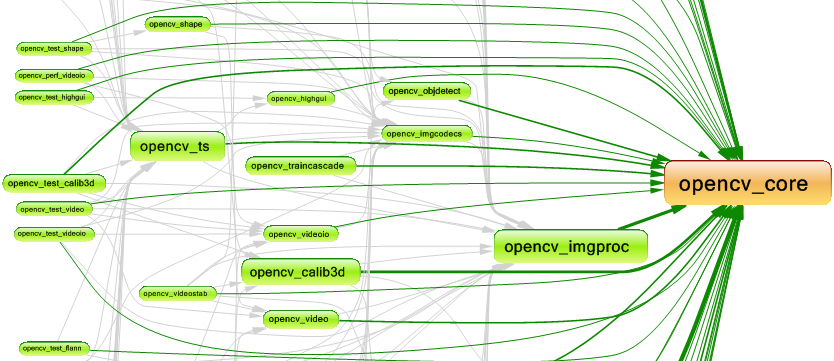 opencv_shape
opencv_test_shape
opencv_perf_videoio
opencv_test_highgui
opencv_highgui
opencv_objdetect
opencv_imgcodecs
opencv_ts
opencv_traincascade
opencv_test_calib3d
opencv_core
opencv_test_video
opencv_test_videoio
opencv_videoio
opencv_imgproc
opencv_calib3d
opencv_videostab
opencv_video
opencv_test_flann